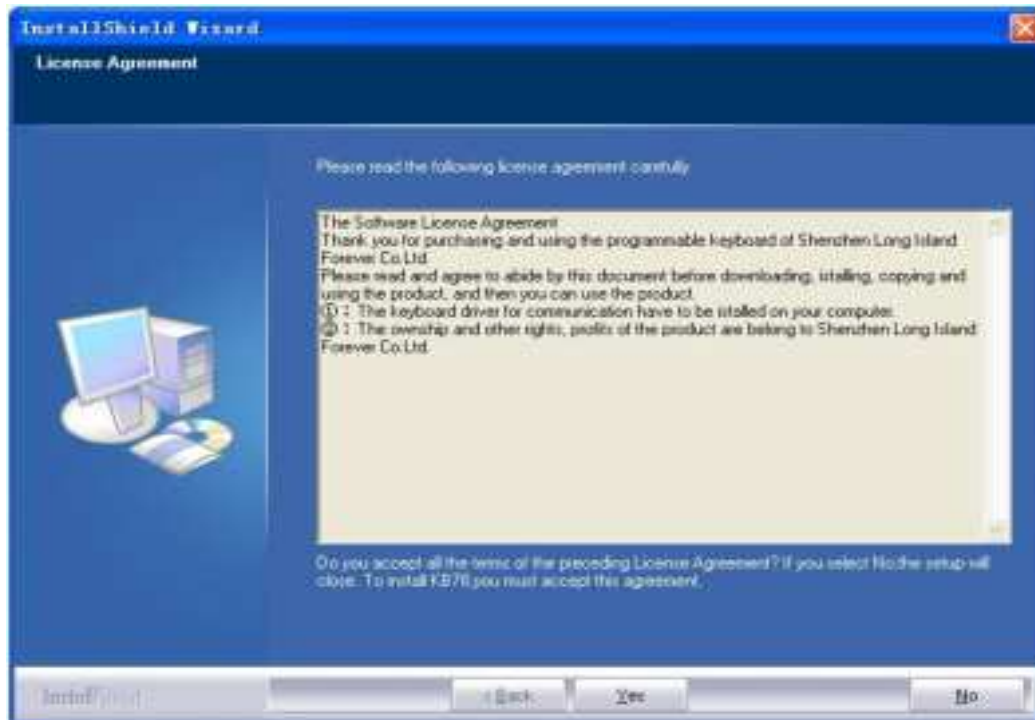 InstallShield Wizard
License Agreement
Please read the following license agreement carefully.
The Software License Agreement
Thank you for purchasing and using the programmable keyboard of Shenzhen Long Island
Forever Co.Ltd
Please read and agree to abide by this document before downloading, istalling, copying and
using the product, and then you can use the product
①: The keyboard driver for communication have to be istalled on your computer.
②: The ownship and other rights, profits of the product are belong to Shenzhen Long Island
Forever Co.Ltd
Do you accept all the terms of the preceding License Agreement? If you select No,the setup will
close. To install you must accept this agreement.
< Back
Yes
No